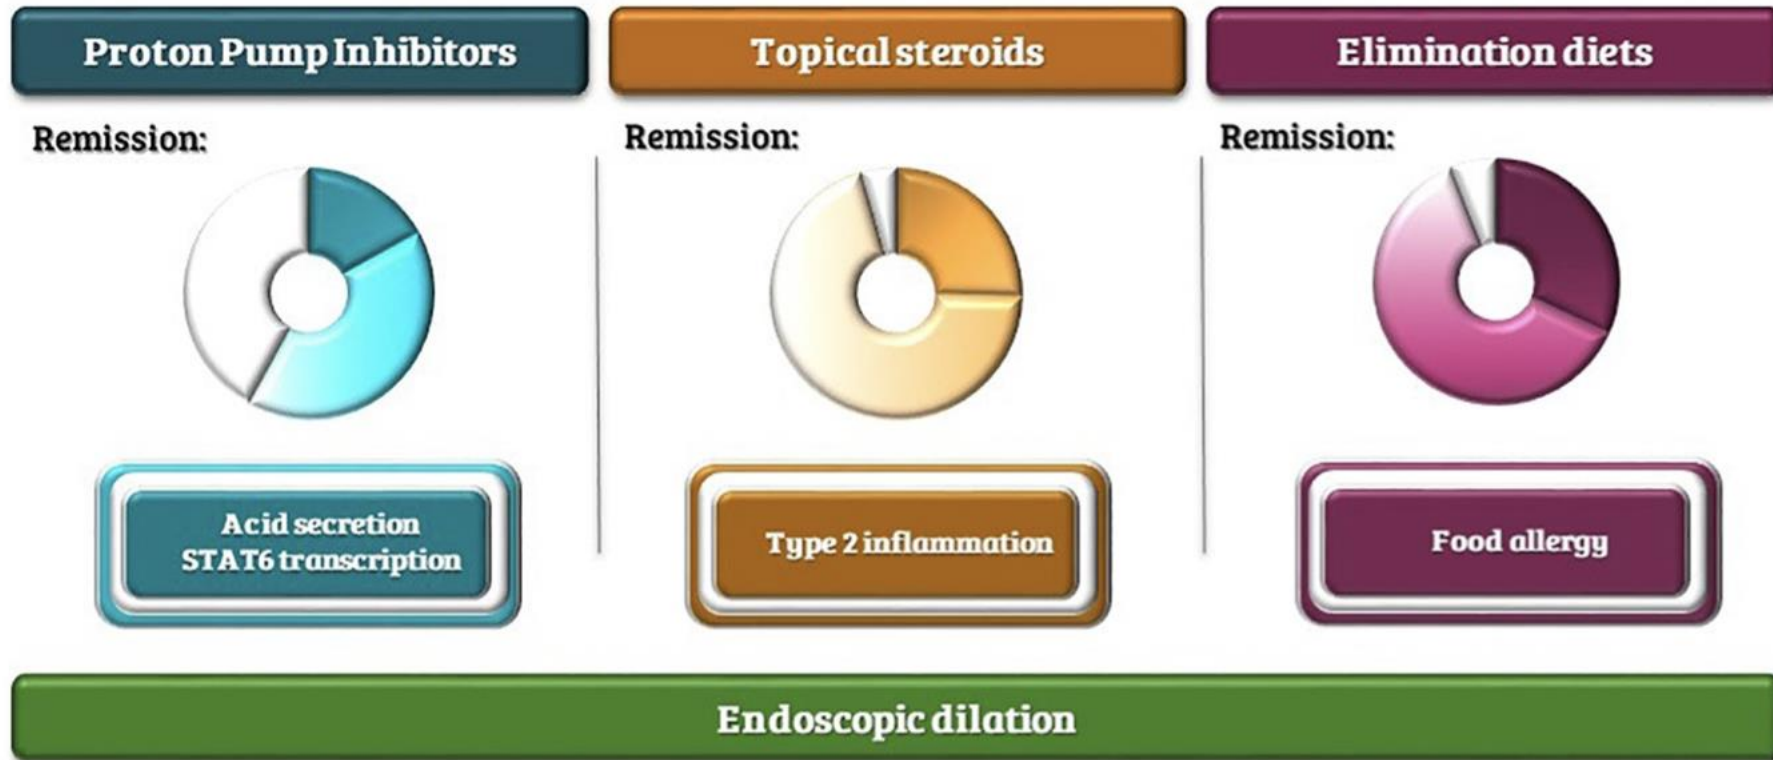 Proton Pump Inhibitors
Topical steroids
Elimination diets
Remission:
Remission:
Remission:
Acid secretion
STAT6 transcription
Type 2 inflammation
Food allergy
Endoscopic dilation